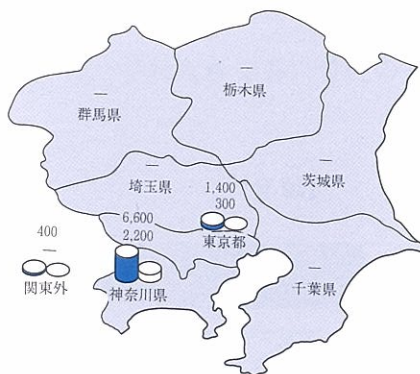 —
栃木県
—
群馬県
—
茨城県
—
埼玉県
1,400
300
東京都
6,600
2,200
神奈川県
400
—
関東外
—
千葉県